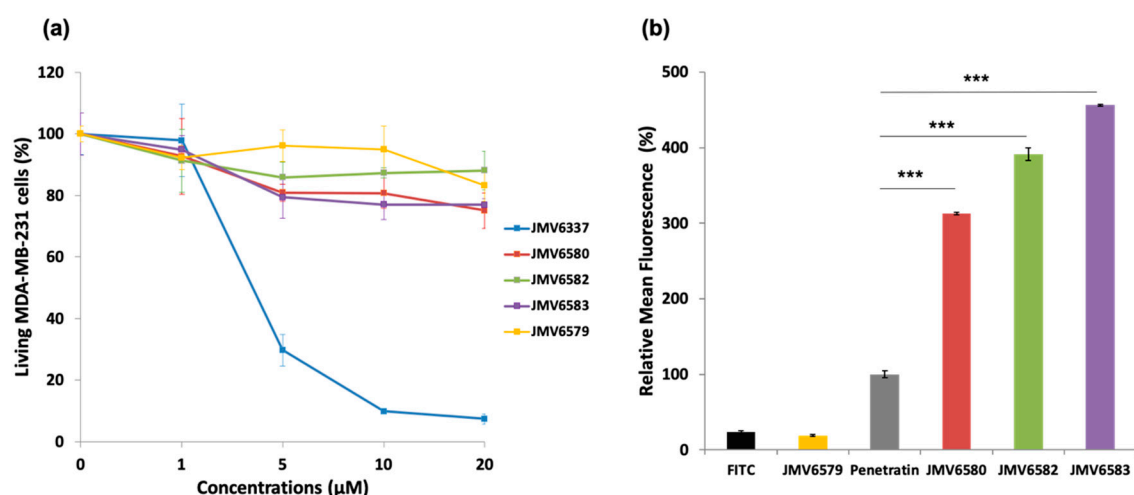 (a)
Living MDA-MB-231 cells (%)
120
100
80
60
40
20
0
0 1 5 10 20
Concentrations (µM)
JMV6337
JMV6580
JMV6582
JMV6583
JMV6579
(b)
Relative Mean Fluorescence (%)
500
400
300
200
100
0
***
***
***
FITC JMV6579 Penetratin JMV6580 JMV6582 JMV6583